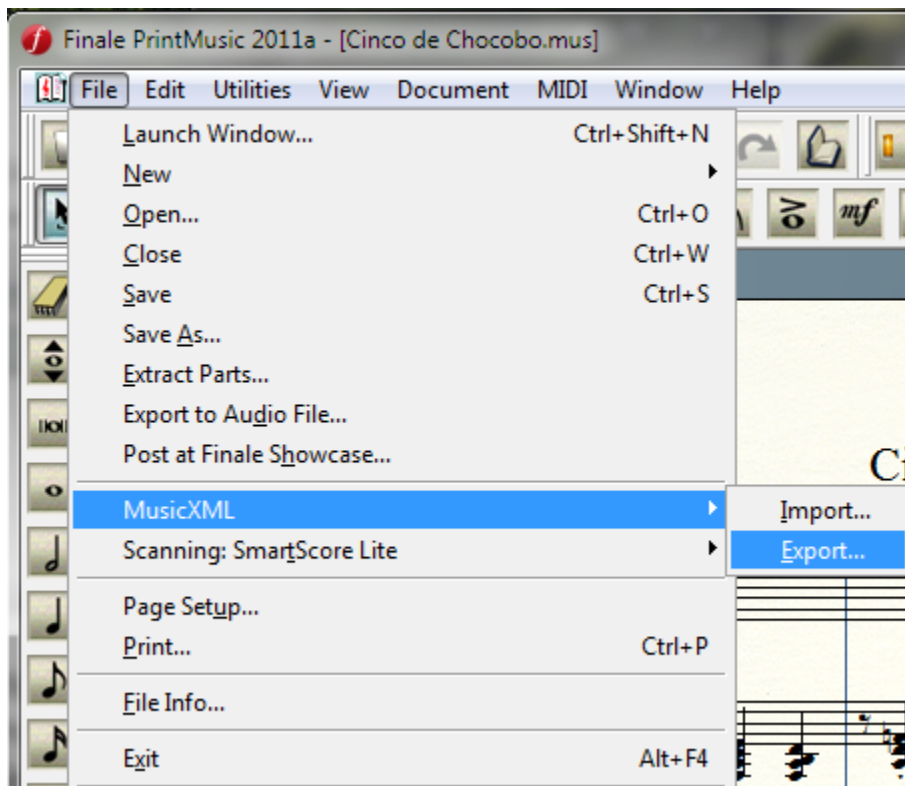 Finale PrintMusic 2011a - [Cinco de Chocobo.mus]
File Edit Utilities View Document MIDI Window Help
Launch Window... Ctrl+Shift+N
New
Open... Ctrl+O
Close Ctrl+W
Save Ctrl+S
Save As...
Extract Parts...
Export to Audio File...
Post at Finale Showcase...
MusicXML
Import...
Scanning: SmartScore Lite
Export...
Page Setup...
Print... Ctrl+P
File Info...
Exit Alt+F4
mf
Ci